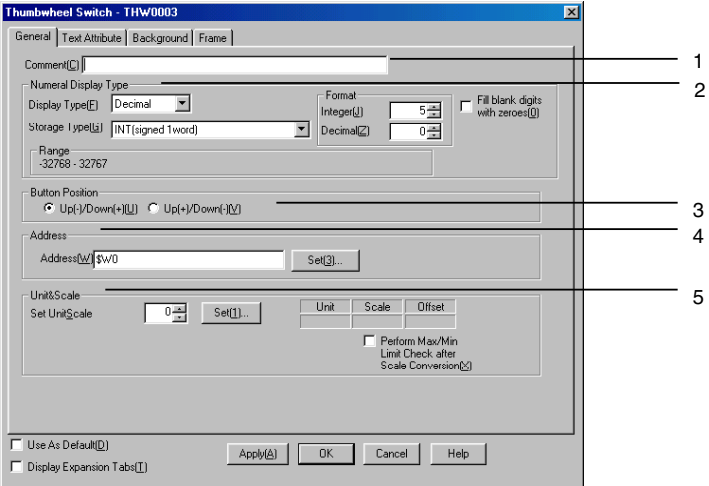 Thumbwheel Switch - THW0003
General Text Attribute Background Frame
Comment(C) 1
Numeral Display Type 2
Display Type(F) Decimal
Format
Integer(J) 5
Fill blank digits with zeroes(0)
Storage Type(G) INT(signed 1word)
Decimal(Z) 0
Range
-32768 - 32767
Button Position
Up(-)/Down(+)(U) Up(+)/Down(-)(V) 3
Address 4
Address(W) $W0 Set(3)...
Unit&Scale 5
Set UnitScale 0 Set(1)... Unit Scale Offset
Perform Max/Min
Limit Check after
Scale Conversion(X)
Use As Default(D)
Apply(A) OK Cancel Help
Display Expansion Tabs(T)